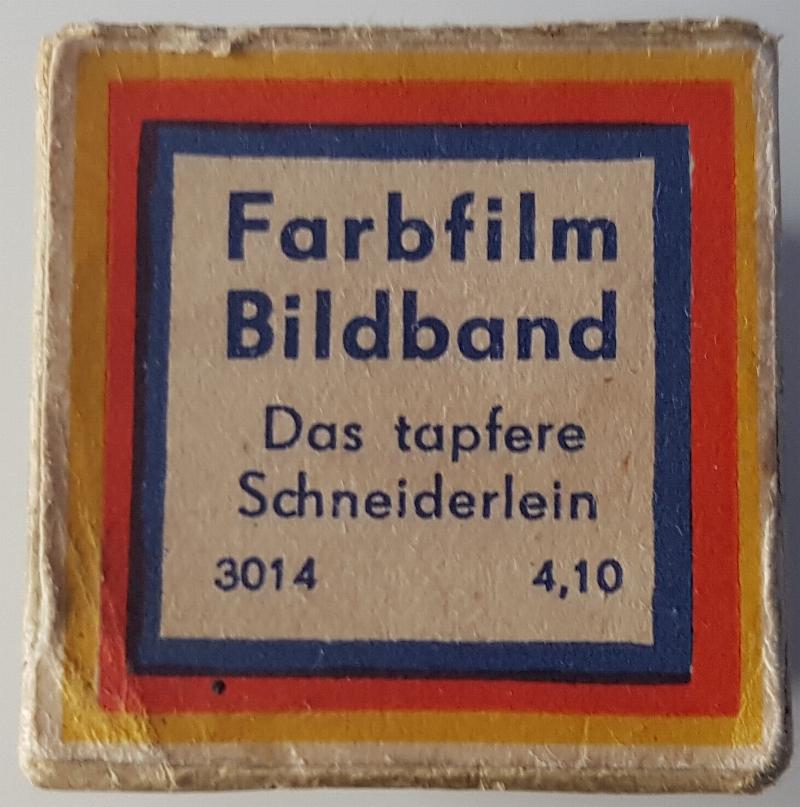 Farbfilm
Bildband
Das tapfere
Schneiderlein
3014 4,10